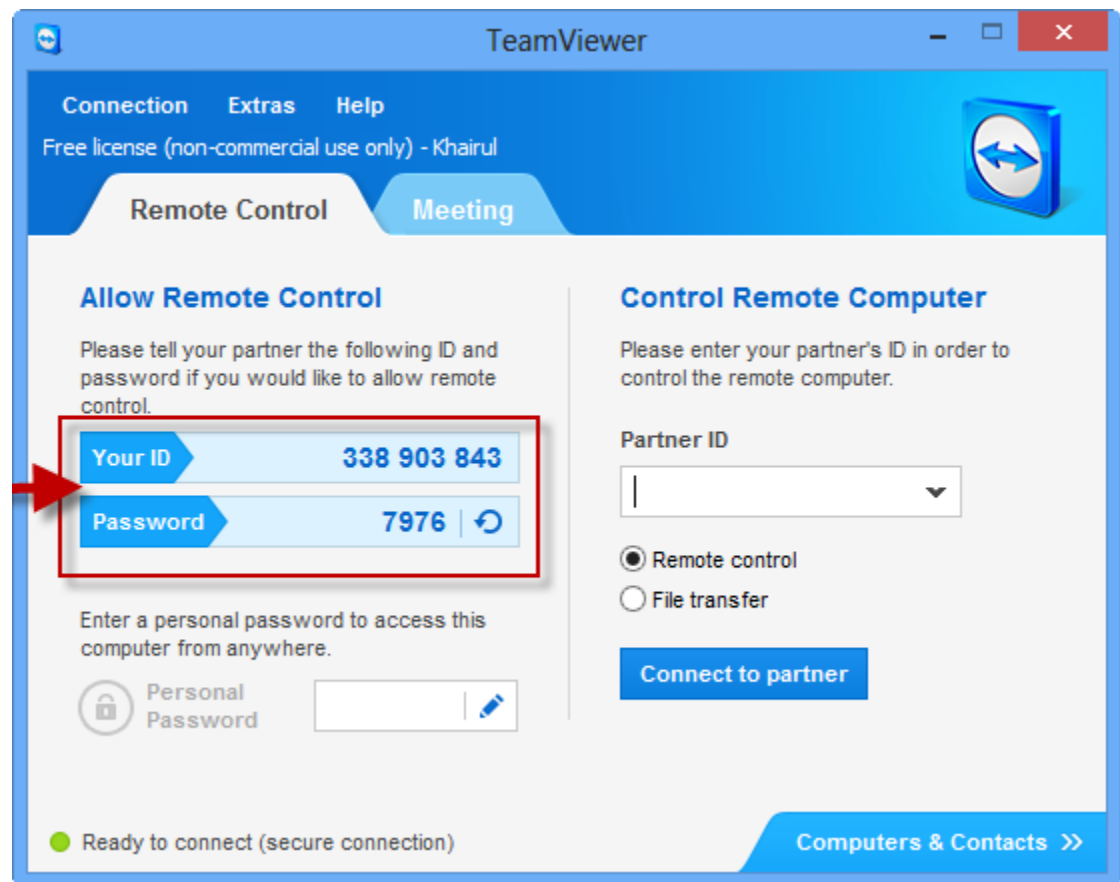 TeamViewer
Connection Extras Help
Free license (non-commercial use only) - Khairul
Remote Control Meeting
Allow Remote Control
Please tell your partner the following ID and
password if you would like to allow remote
control.
Your ID 338 903 843
Password 7976
Enter a personal password to access this
computer from anywhere.
Personal
Password
Control Remote Computer
Please enter your partner's ID in order to
control the remote computer.
Partner ID
Remote control
File transfer
Connect to partner
Ready to connect (secure connection)
Computers & Contacts >>